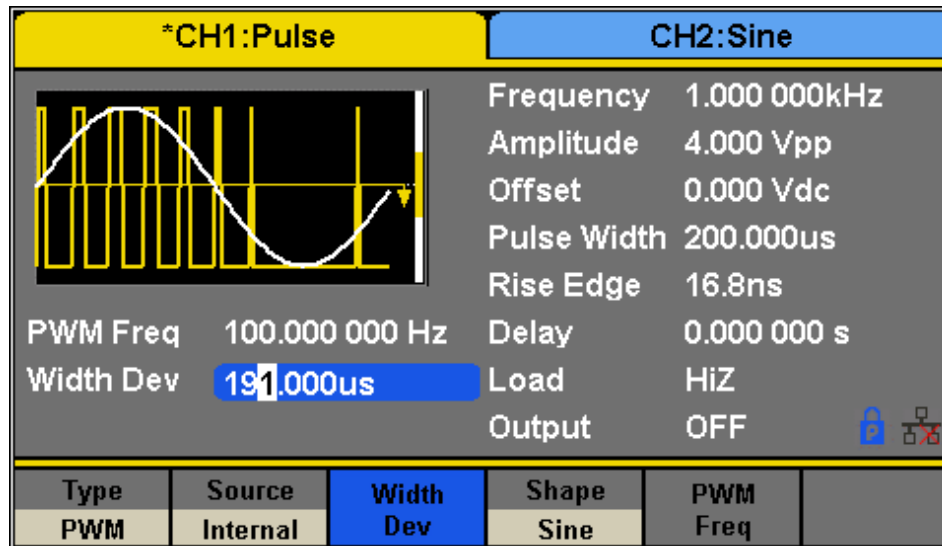 *CH1:Pulse
CH2:Sine
Frequency 1.000 000kHz
Amplitude 4.000 Vpp
Offset 0.000 Vdc
Pulse Width 200.000us
Rise Edge 16.8ns
PWM Freq 100.000 000 Hz
Delay 0.000 000 s
Width Dev 191.000us
Load HiZ
Output OFF
P
Type
PWM
Source
Internal
Width
Dev
Shape
Sine
PWM
Freq